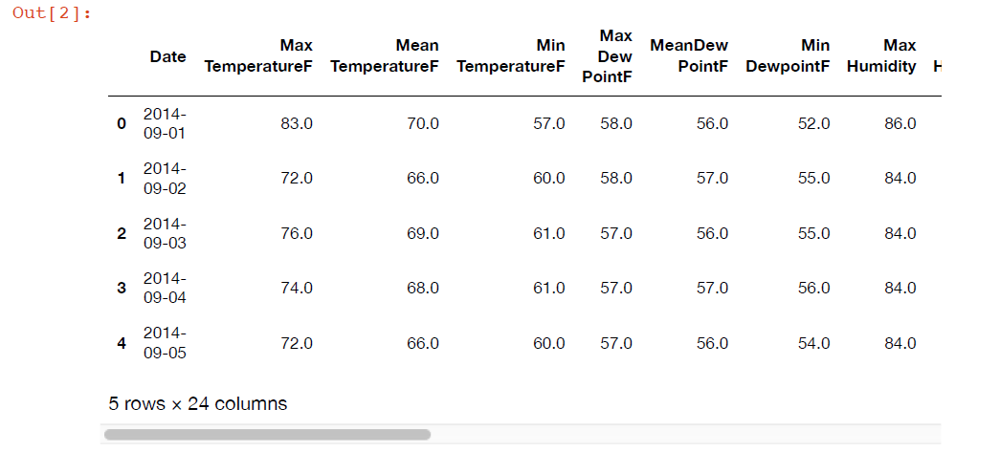 Out[2]:
Date Max TemperatureF Mean TemperatureF Min TemperatureF Max Dew PointF MeanDew PointF Min DewpointF Max Humidity H
0 2014-09-01 83.0 70.0 57.0 58.0 56.0 52.0 86.0
1 2014-09-02 72.0 66.0 60.0 58.0 57.0 55.0 84.0
2 2014-09-03 76.0 69.0 61.0 57.0 56.0 55.0 84.0
3 2014-09-04 74.0 68.0 61.0 57.0 57.0 56.0 84.0
4 2014-09-05 72.0 66.0 60.0 57.0 56.0 54.0 84.0
5 rows × 24 columns